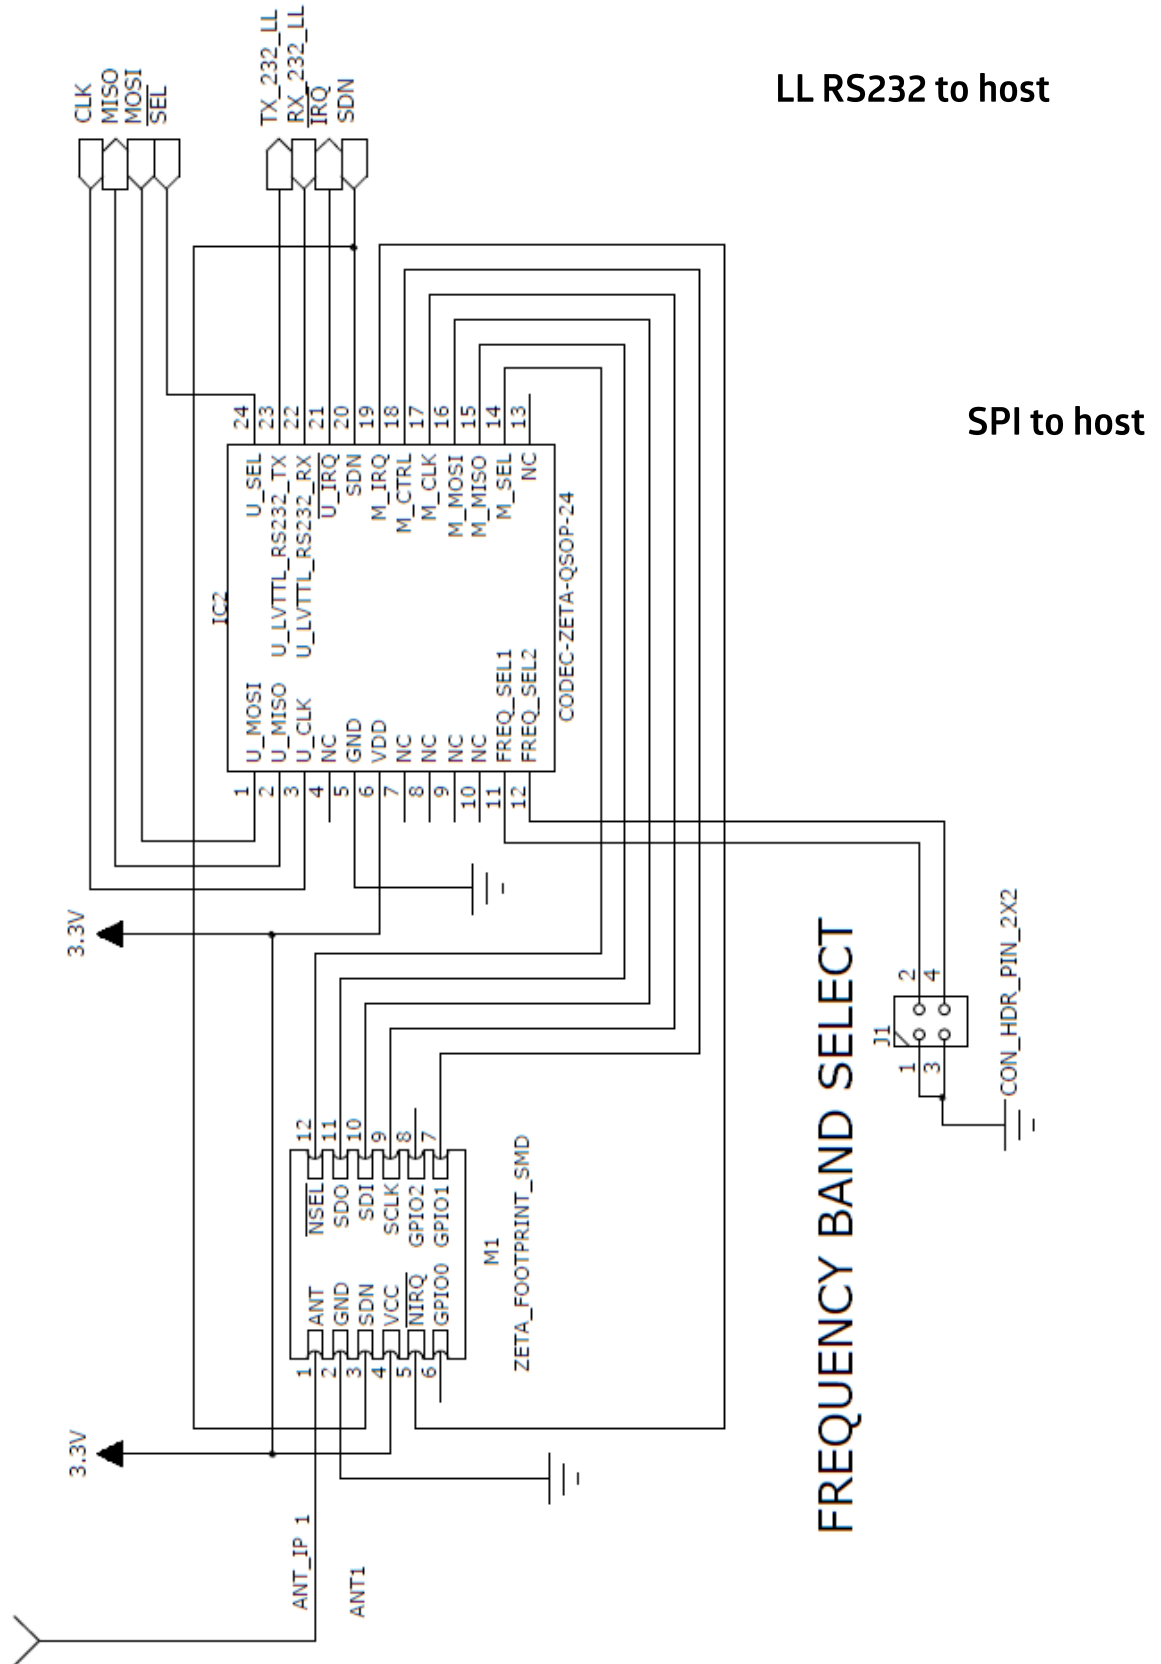 LL RS232 to host
SPI to host
CLK
MISO
MOSI
SEL
TX_232_LL
RX_232_LL
IRQ
SDN
24
23
22
21
20
19
18
17
16
15
14
13
U_SEL
U_LVTTL_RS232_TX
U_LVTTL_RS232_RX
U_IRQ
SDN
M_IRQ
M_CTRL
M_CLK
M_MOSI
M_MISO
M_SEL
NC
IC2
CODEC-ZETA-QSOP-24
U_MOSI
U_MISO
U_CLK
NC
GND
VDD
NC
NC
NC
NC
FREQ_SEL1
FREQ_SEL2
1
2
3
4
5
6
7
8
9
10
11
12
3.3V
12
11
10
9
8
7
NSEL
SDO
SDI
SCLK
GPIO2
GPIO1
ANT
GND
SDN
VCC
NIRQ
GPIO0
1
2
3
4
5
6
M1
ZETA_FOOTPRINT_SMD
3.3V
ANT_IP 1
ANT1
FREQUENCY BAND SELECT
J1
2
4
1
3
CON_HDR_PIN_2X2